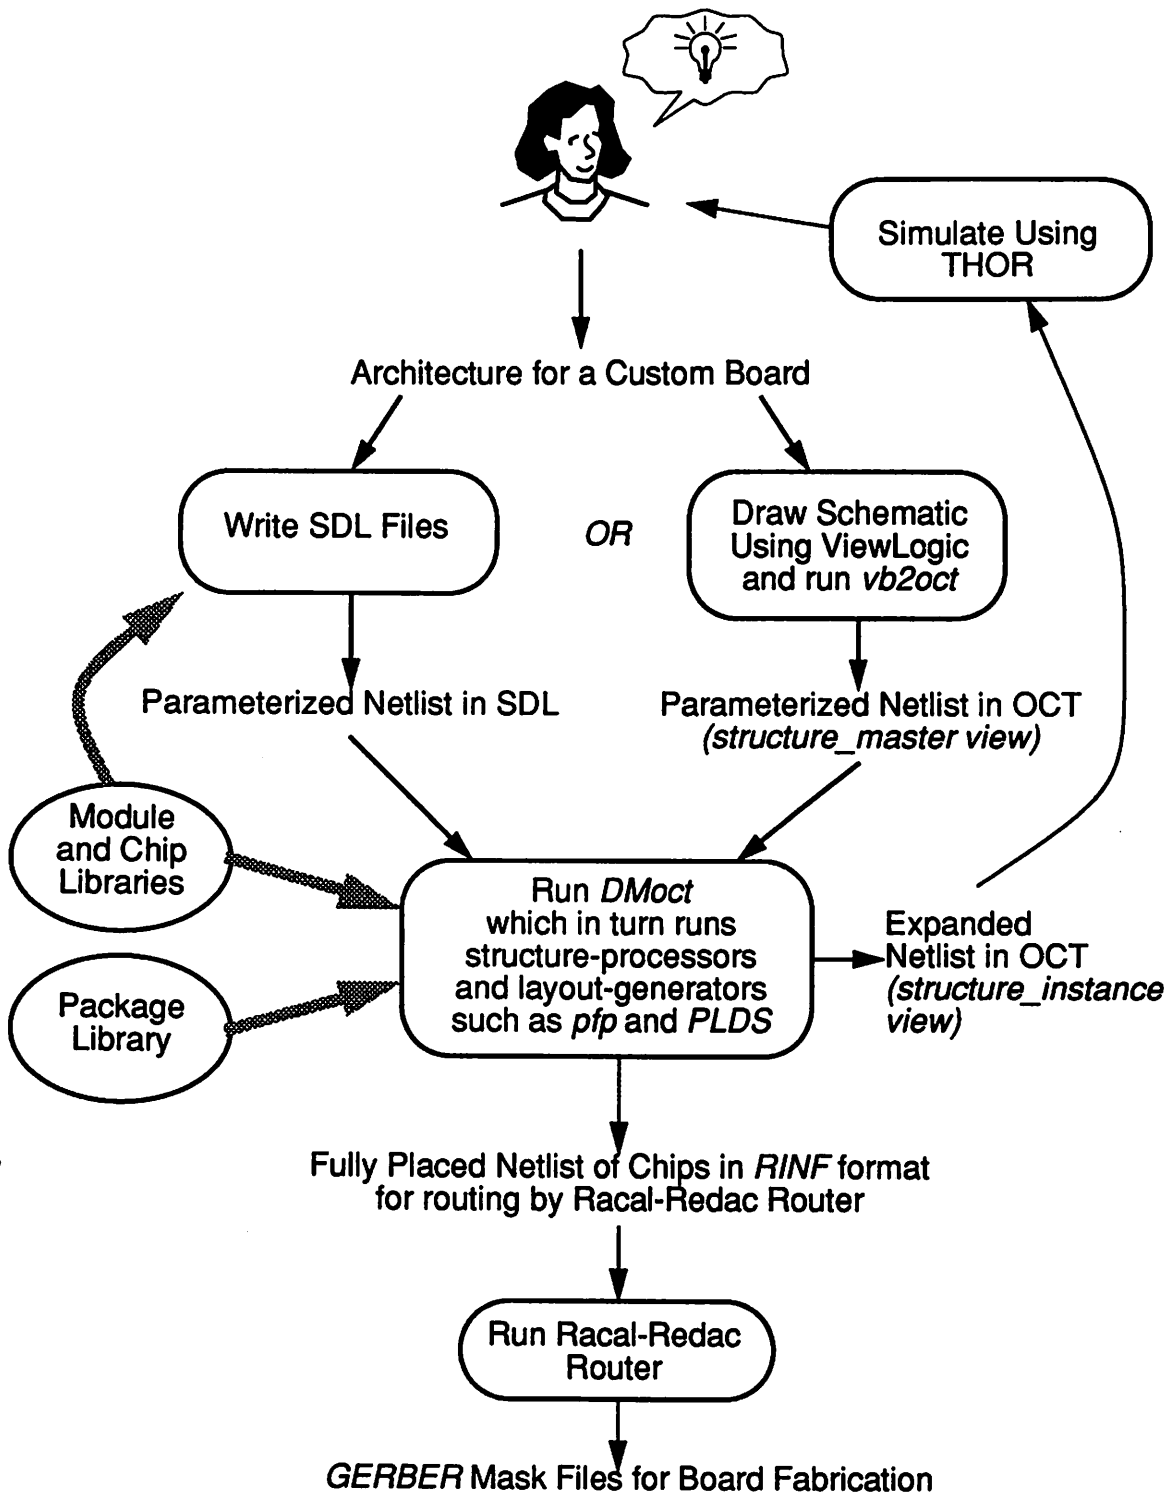 Simulate Using
THOR
Architecture for a Custom Board
Write SDL Files
OR
Draw Schematic
Using ViewLogic
and run vb2oct
Parameterized Netlist in SDL
Parameterized Netlist in OCT
(structure_master view)
Module
and Chip
Libraries
Package
Library
Run DMoct
which in turn runs
structure-processors
and layout-generators
such as pfp and PLDS
Expanded
Netlist in OCT
(structure_instance
view)
Fully Placed Netlist of Chips in RINF format
for routing by Racal-Redac Router
Run Racal-Redac
Router
GERBER Mask Files for Board Fabrication